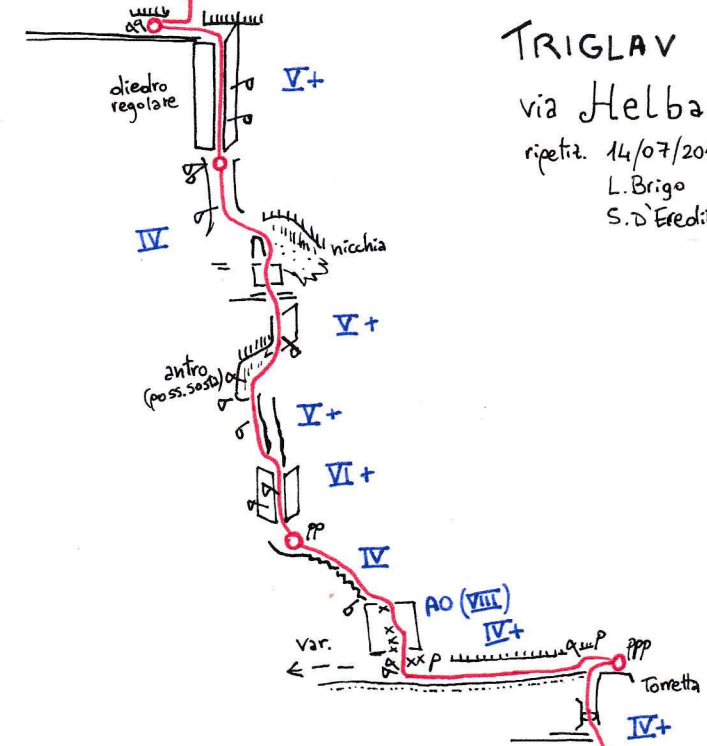 TRIGLAV
via Helba
ripetiz. 14/07/201
L. Brigo
S. D'Eredit
diedro
regolare
V+
IV
nicchia
V+
antro
(poss. sosta)
V+
VI+
PP
IV
A0 (VIII)
IV+
var.
P
P
PPP
Torretta
IV+